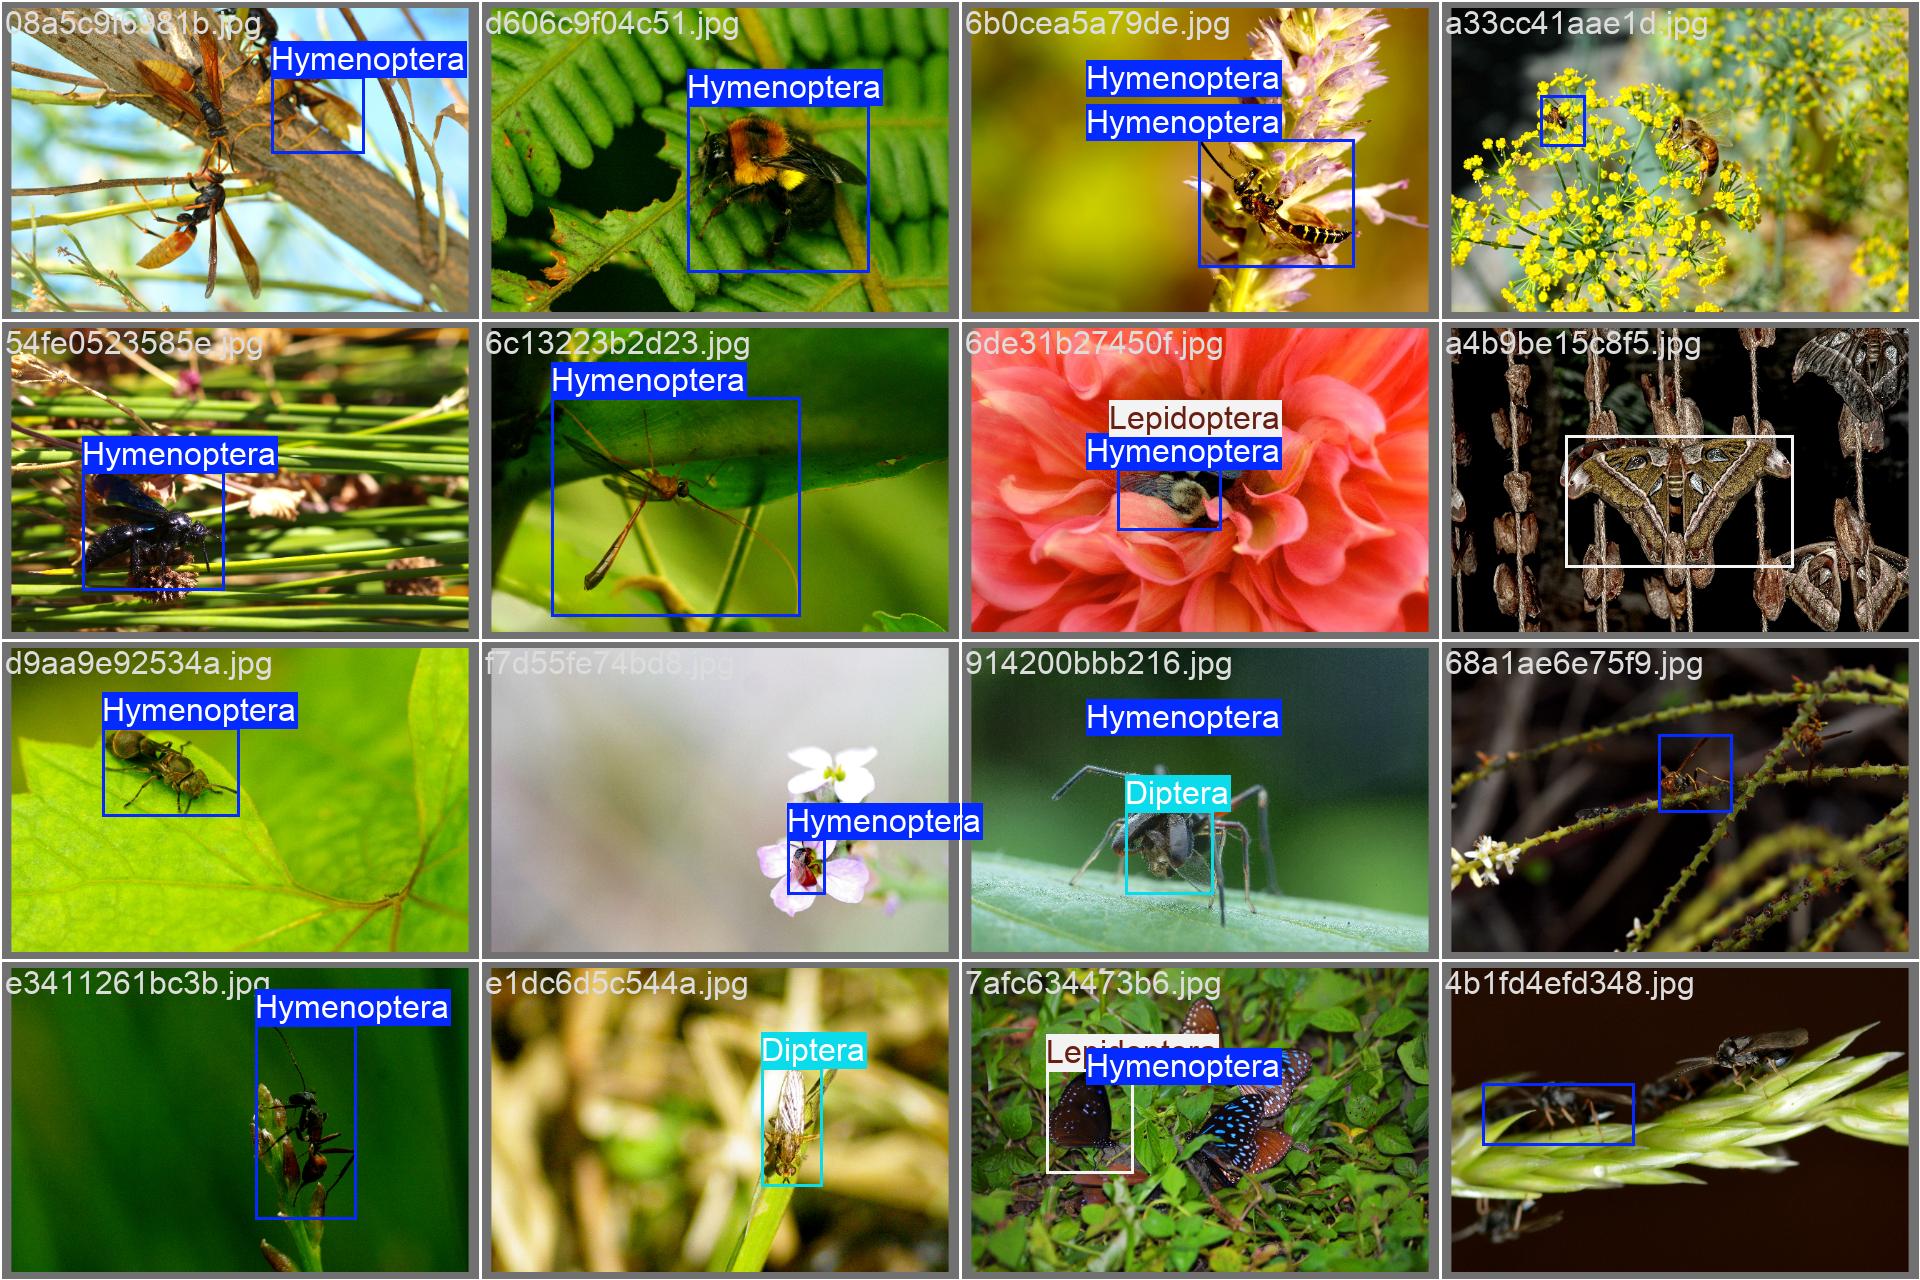 08a5c9f6981b.jpg
Hymenoptera
d606c9f04c51.jpg
Hymenoptera
6b0cea5a79de.jpg
Hymenoptera
Hymenoptera
a33cc41aae1d.jpg
54fe0523585e.jpg
Hymenoptera
6c13223b2d23.jpg
Hymenoptera
6de31b27450f.jpg
Lepidoptera
Hymenoptera
a4b9be15c8f5.jpg
d9aa9e92534a.jpg
Hymenoptera
f7d55fe74bd8.jpg
Hymenoptera
914200bbb216.jpg
Hymenoptera
Diptera
68a1ae6e75f9.jpg
e3411261bc3b.jpg
Hymenoptera
e1dc6d5c544a.jpg
Diptera
7afc634473b6.jpg
Lepidoptera
Hymenoptera
4b1fd4efd348.jpg